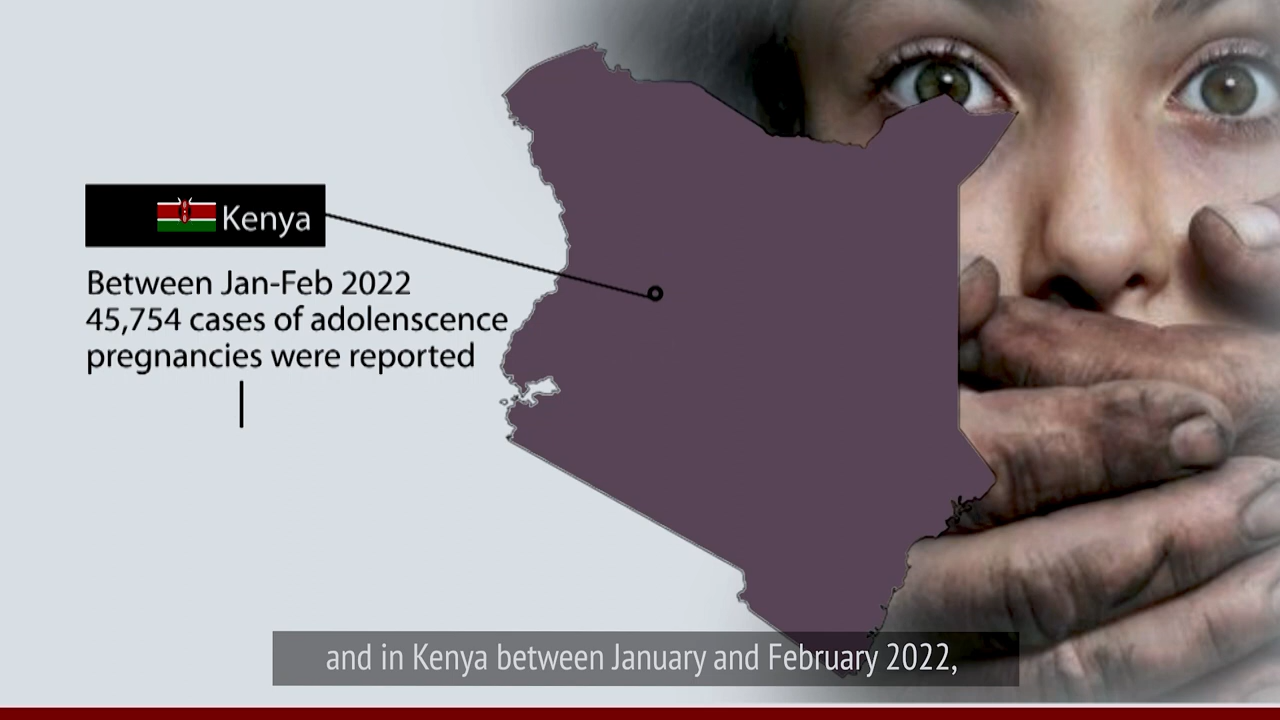 Kenya
Between Jan-Feb 2022
45,754 cases of adolenscence
pregnancies were reported
and in Kenya between January and February 2022,